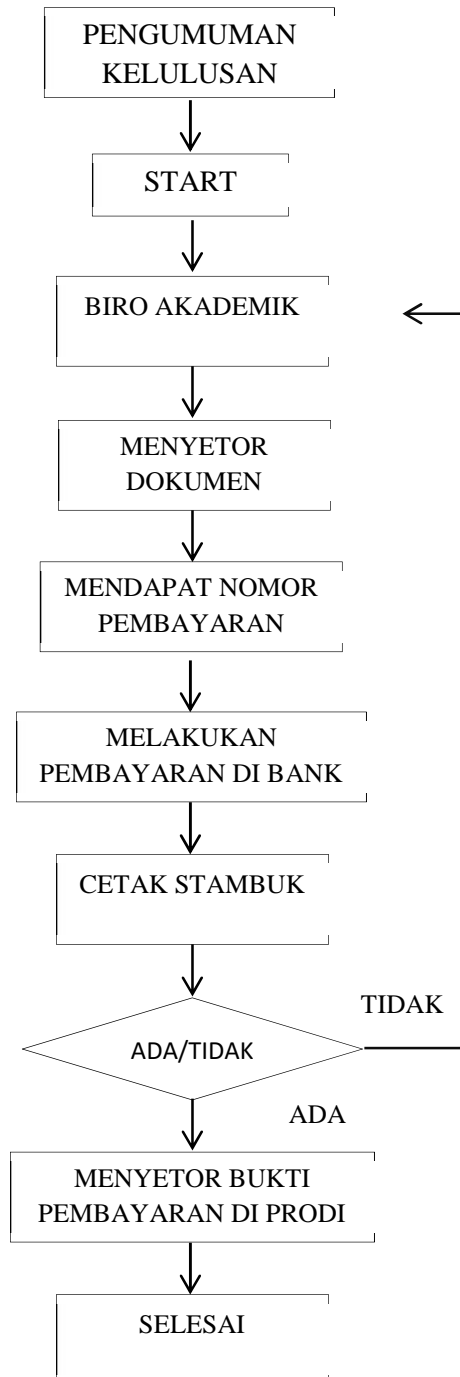 PENGUMUMAN
KELULUSAN
START
BIRO AKADEMIK
MENYETOR
DOKUMEN
MENDAPAT NOMOR
PEMBAYARAN
MELAKUKAN
PEMBAYARAN DI BANK
CETAK STAMBUK
TIDAK
ADA/TIDAK
ADA
MENYETOR BUKTI
PEMBAYARAN DI PRODI
SELESAI